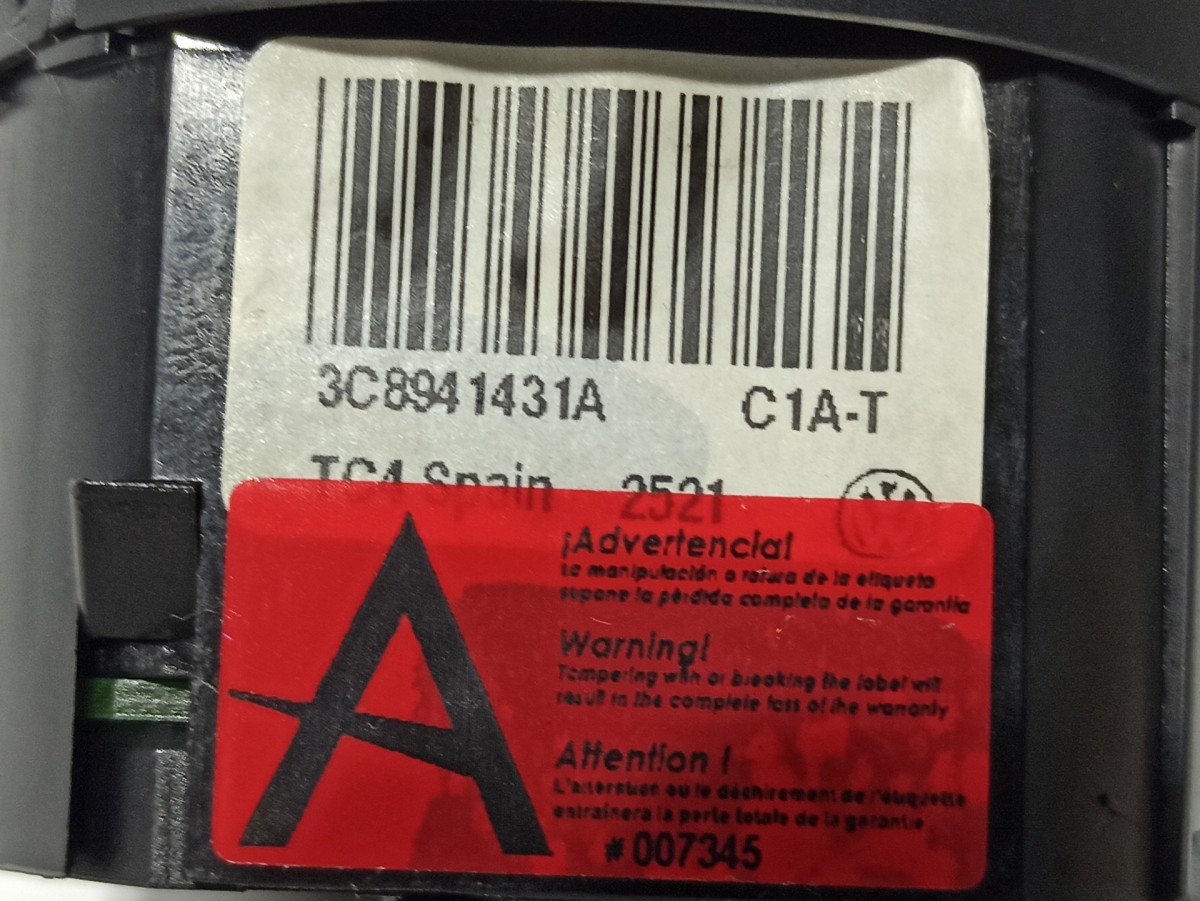 3C8941431A C1A-T
TC4 Spain 2521
A
¡Advertencia!
La manipulación o rotura de la etiqueta
supone la pérdida completa de la garantía
Warning!
Tampering with or breaking the label will
result in the complete loss of the warranty
Attention !
L'altération ou le déchirement de l'étiquette
entraînera la perte totale de la garantie
#007345